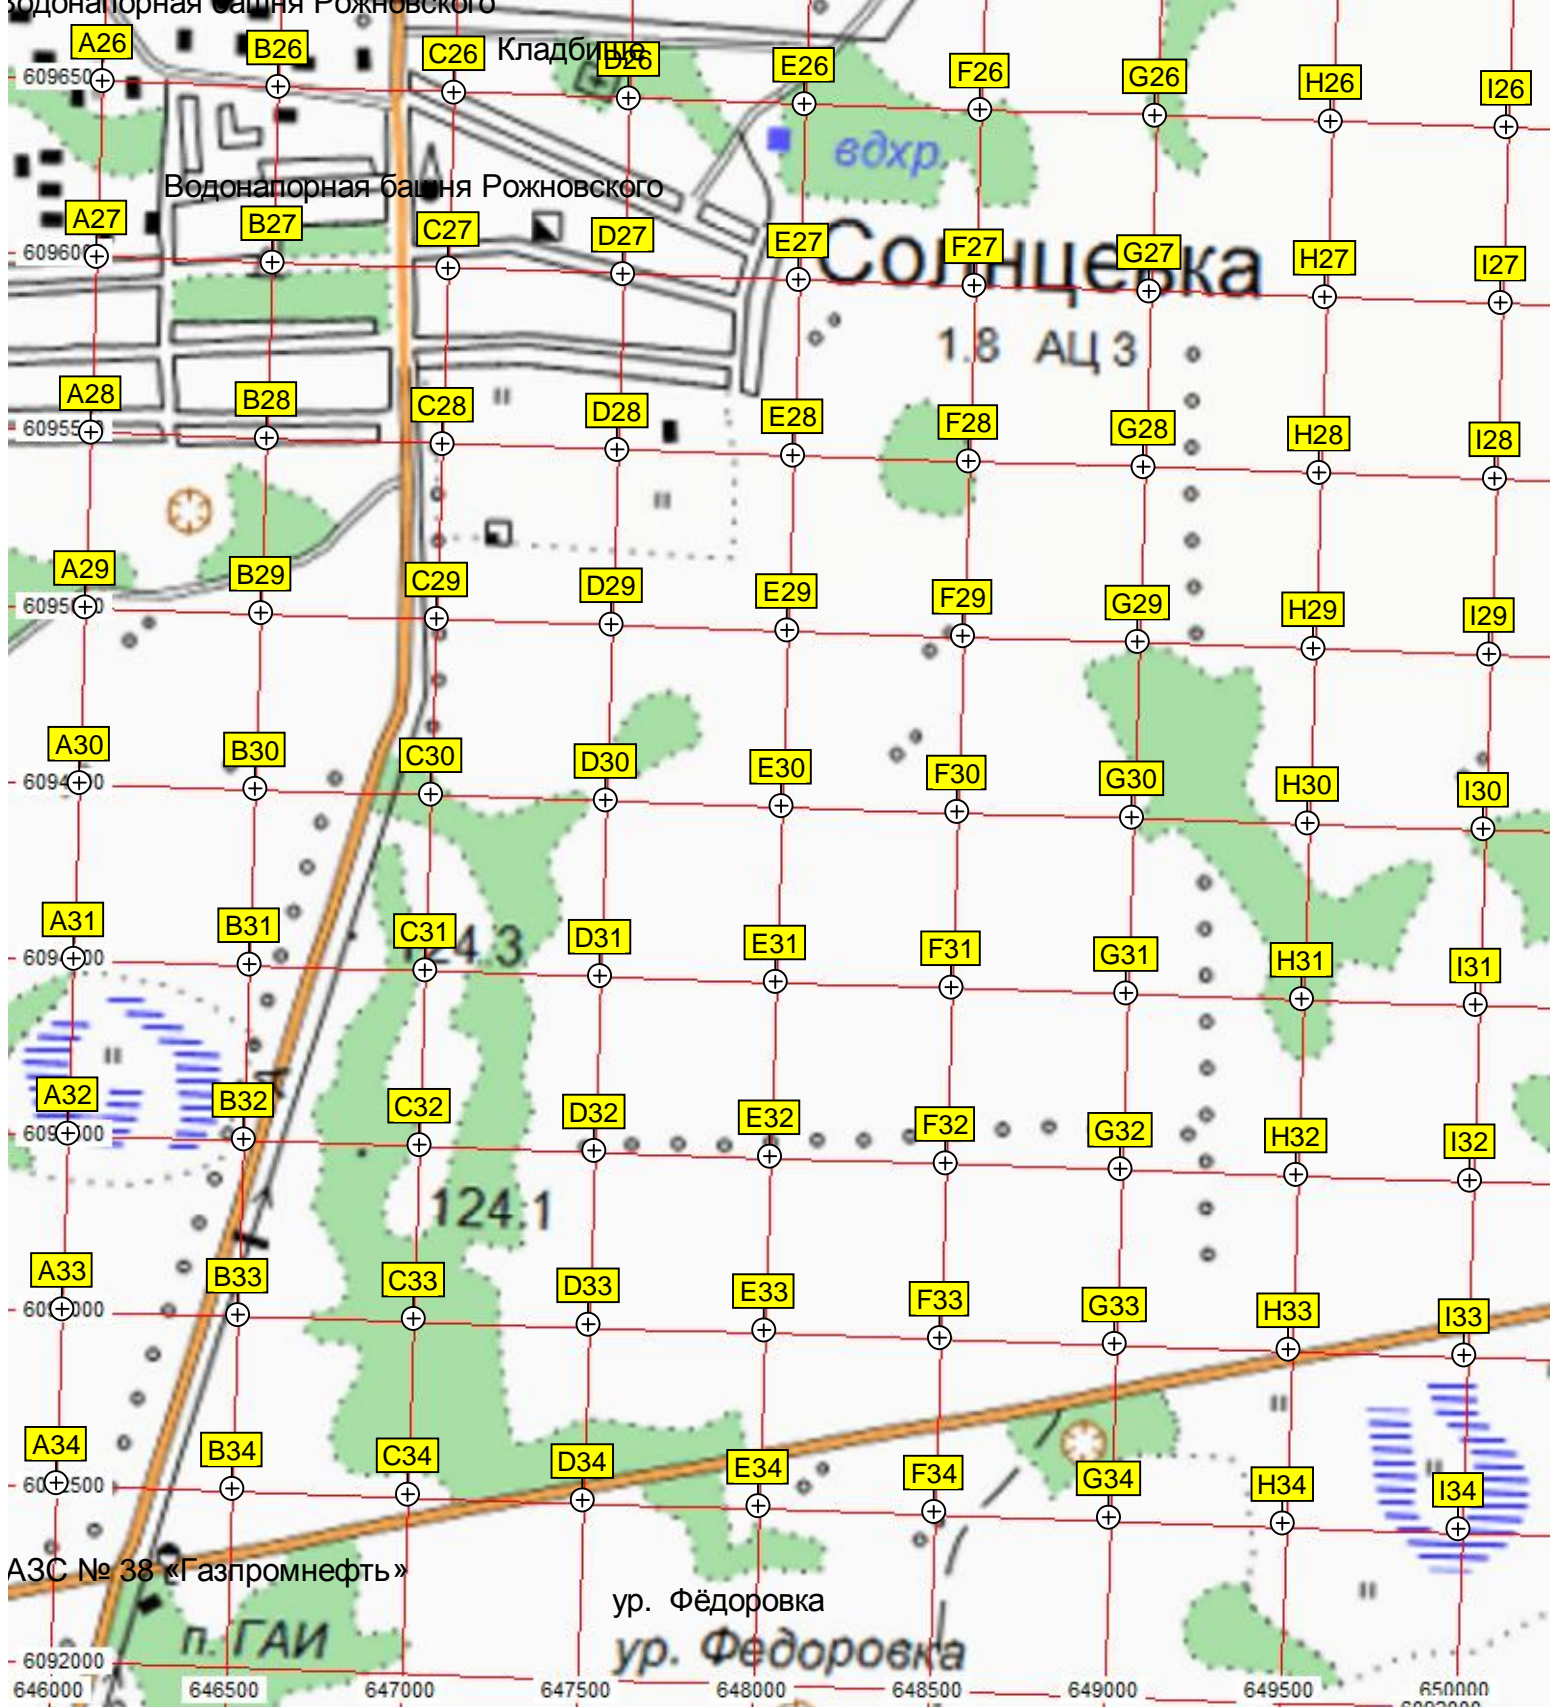 Водонапорная башня Рожновского
Кладбище
A26 B26 C26 D26 E26 F26 G26 H26 I26
вдхр.
Водонапорная башня Рожновского
A27 B27 C27 D27 E27 F27 G27 H27 I27
Солнцевка
1.8 АЦ 3
A28 B28 C28 D28 E28 F28 G28 H28 I28
A29 B29 C29 D29 E29 F29 G29 H29 I29
A30 B30 C30 D30 E30 F30 G30 H30 I30
124.3
A31 B31 C31 D31 E31 F31 G31 H31 I31
A32 B32 C32 D32 E32 F32 G32 H32 I32
124.1
A33 B33 C33 D33 E33 F33 G33 H33 I33
A34 B34 C34 D34 E34 F34 G34 H34 I34
АЗС № 38 «Газпромнефть»
ур. Фёдоровка
п. ГАИ
ур. Федоровка
6092000
646000 646500 647000 647500 648000 648500 649000 649500 650000